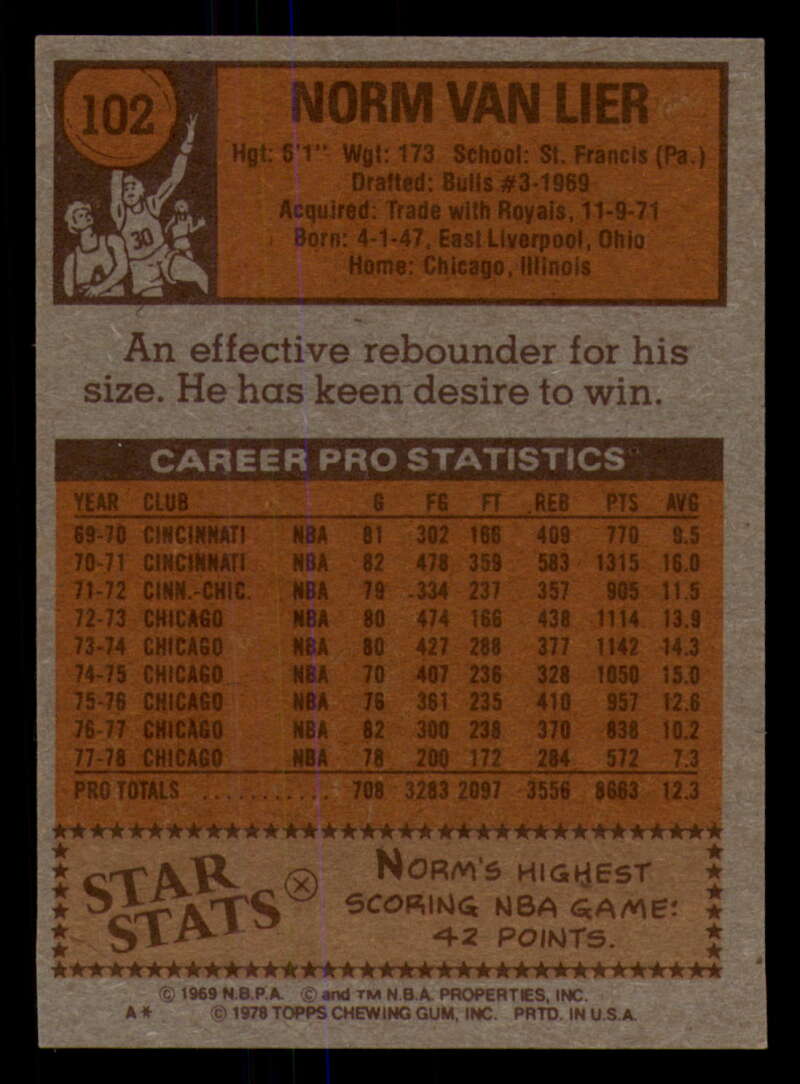 102
NORM VAN LIER
Hgt: 6'1" Wgt: 173 School: St. Francis (Pa.)
Drafted: Bulls #3-1969
Acquired: Trade with Royals, 11-9-71
Born: 4-1-47, East Liverpool, Ohio
Home: Chicago, Illinois
30
An effective rebounder for his
size. He has keen desire to win.
CAREER PRO STATISTICS
YEAR CLUB G FG FT REB PTS AVG
69-70 CINCINNATI NBA 81 302 166 409 770 9.5
70-71 CINCINNATI NBA 82 478 359 583 1315 16.0
71-72 CINN.-CHIC. NBA 79 334 237 357 905 11.5
72-73 CHICAGO NBA 80 474 166 438 1114 13.9
73-74 CHICAGO NBA 80 427 288 377 1142 14.3
74-75 CHICAGO NBA 70 407 236 328 1050 15.0
75-76 CHICAGO NBA 76 361 235 410 957 12.6
76-77 CHICAGO NBA 82 300 238 370 838 10.2
77-78 CHICAGO NBA 78 200 172 284 572 7.3
PRO TOTALS ............ 708 3283 2097 3556 8663 12.3
STAR
STATS
NORM'S HIGHEST
SCORING NBA GAME:
42 POINTS.
© 1969 N.B.P.A. © and TM N.B.A. PROPERTIES, INC.
A* © 1978 TOPPS CHEWING GUM, INC. PRTD. IN U.S.A.